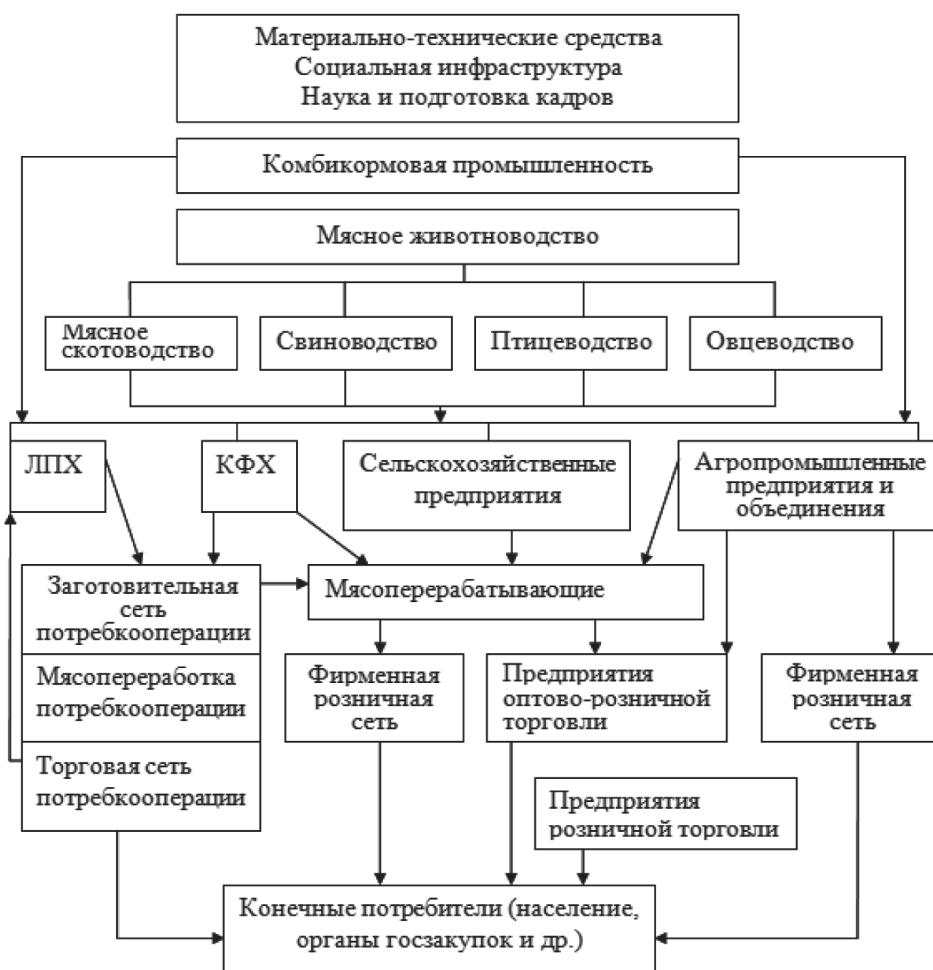 Материально-технические средства
Социальная инфраструктура
Наука и подготовка кадров
Комбикормовая промышленность
Мясное животноводство
Мясное
скотоводство
Свиноводство
Птицеводство
Овцеводство
ЛПХ
КФХ
Сельскохозяйственные
предприятия
Агропромышленные
предприятия и
объединения
Заготовительная
сеть
потребкооперации
Мясоперерабатывающие
Мясопереработка
потребкооперации
Фирменная
розничная
сеть
Предприятия
оптово-розничной
торговли
Фирменная
розничная
сеть
Торговая сеть
потребкооперации
Предприятия
розничной торговли
Конечные потребители (население,
органы госзакупок и др.)